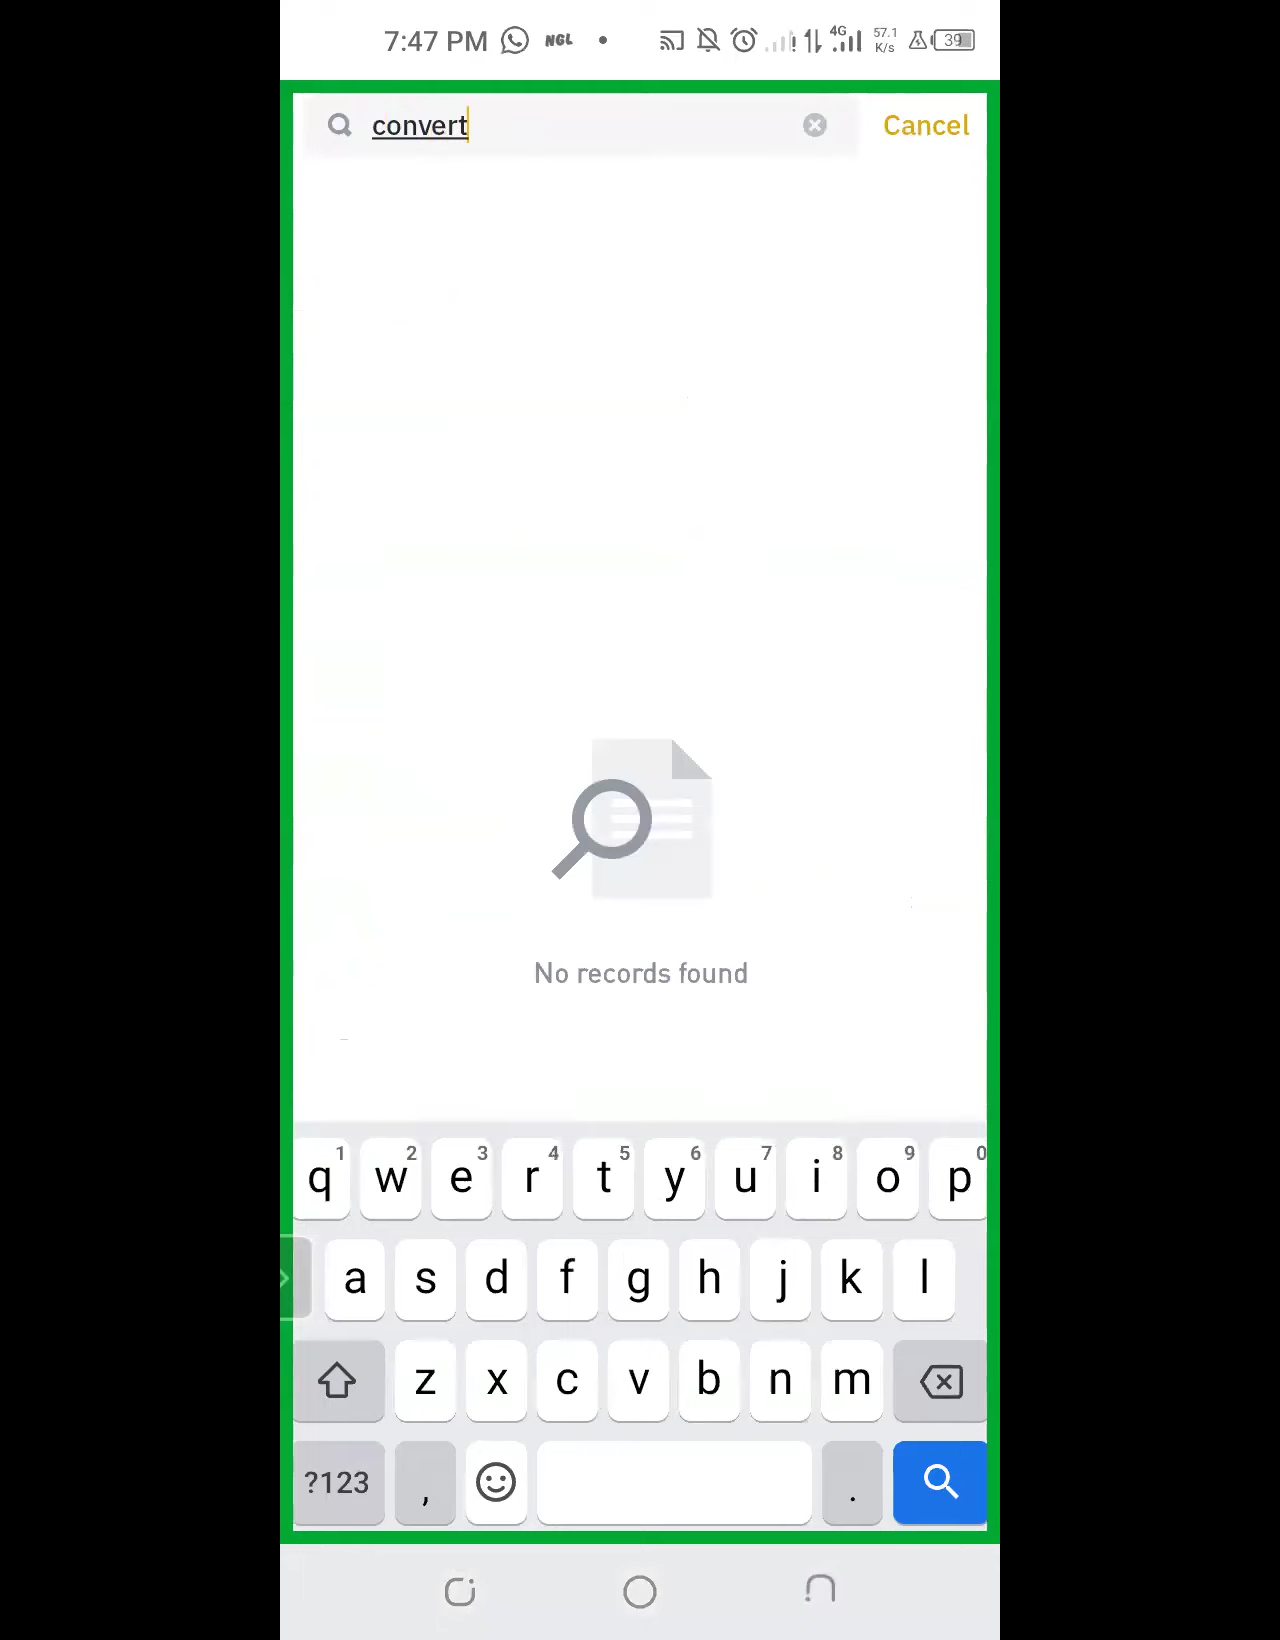 7:47 PM NGL 4G 57.1 K/s 39
convert Cancel
No records found
q 1 w 2 e 3 r 4 t 5 y 6 u 7 i 8 o 9 p 0
a s d f g h j k l
z x c v b n m
?123 , .